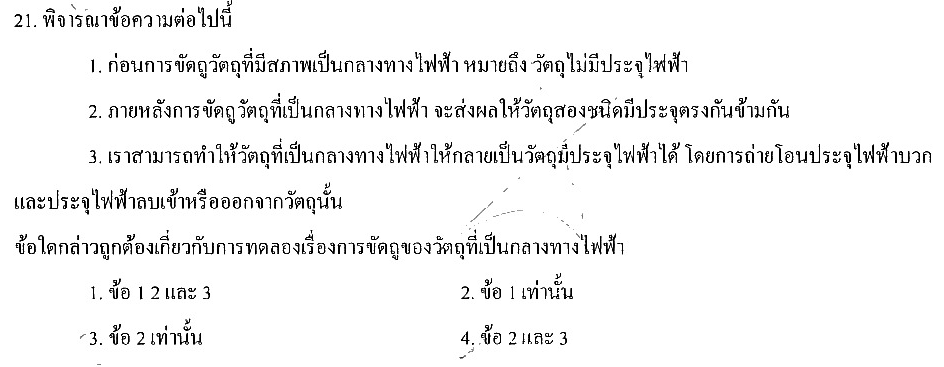 21. พิจารณาข้อความต่อไปนี้
1. ก่อนการขัดถูวัตถุที่มีสภาพเป็นกลางทางไฟฟ้า หมายถึง วัตถุไม่มีประจุไฟฟ้า
2. ภายหลังการขัดถูวัตถุที่เป็นกลางทางไฟฟ้า จะส่งผลให้วัตถุสองชนิดมีประจุตรงกันข้ามกัน
3. เราสามารถทำให้วัตถุที่เป็นกลางทางไฟฟ้าให้กลายเป็นวัตถุมีประจุไฟฟ้าได้ โดยการถ่ายโอนประจุไฟฟ้าบวก
และประจุไฟฟ้าลบเข้าหรือออกจากวัตถุนั้น
ข้อใดกล่าวถูกต้องเกี่ยวกับการทดลองเรื่องการขัดถูของวัตถุที่เป็นกลางทางไฟฟ้า
1. ข้อ 1 2 และ 3 2. ข้อ 1 เท่านั้น
3. ข้อ 2 เท่านั้น 4. ข้อ 2 และ 3